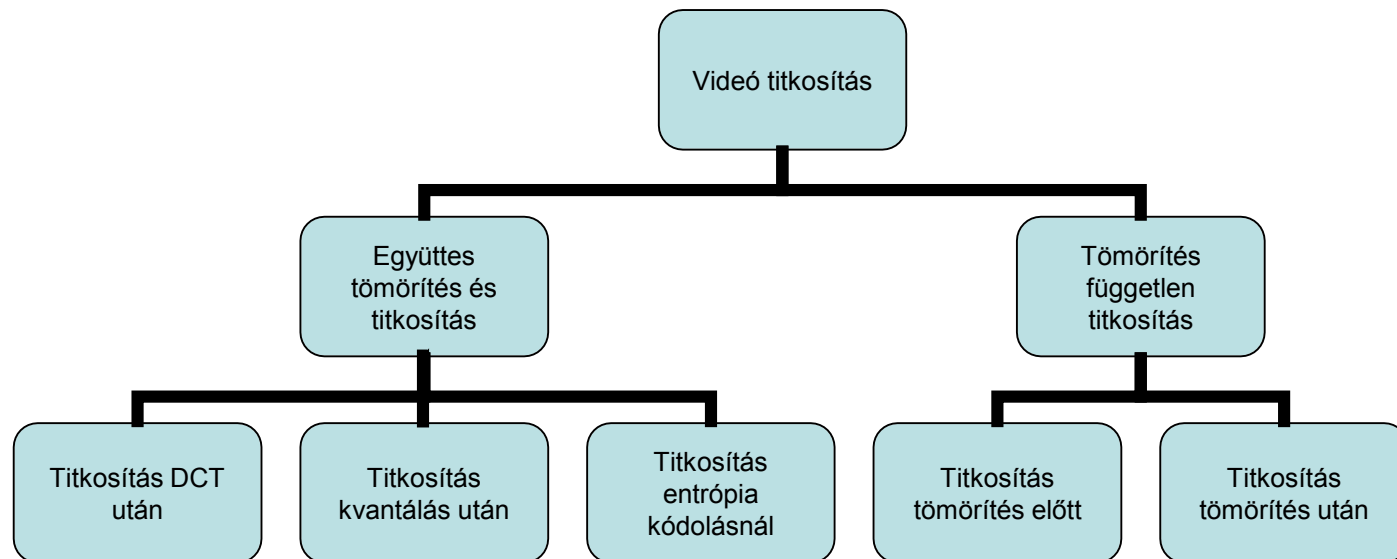 Videó titkosítás
Együttes
tömörítés és
titkosítás
Tömörítés
független
titkosítás
Titkosítás DCT
után
Titkosítás
kvantálás után
Titkosítás
entrópia
kódolásnál
Titkosítás
tömörítés előtt
Titkosítás
tömörítés után